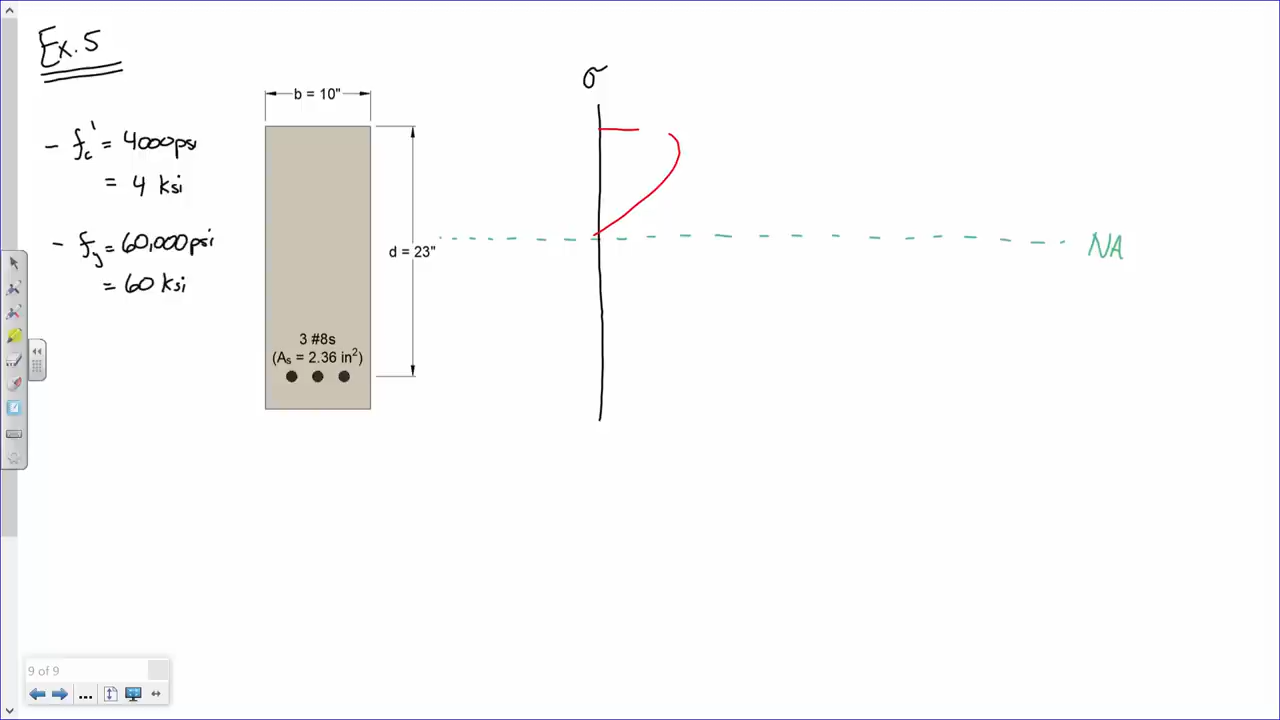 Ex. 5
- fc' = 4000psi
= 4 ksi
- fy = 60,000psi
= 60 ksi
b = 10"
d = 23"
3 #8s
(As = 2.36 in²)
σ
NA
9 of 9
...